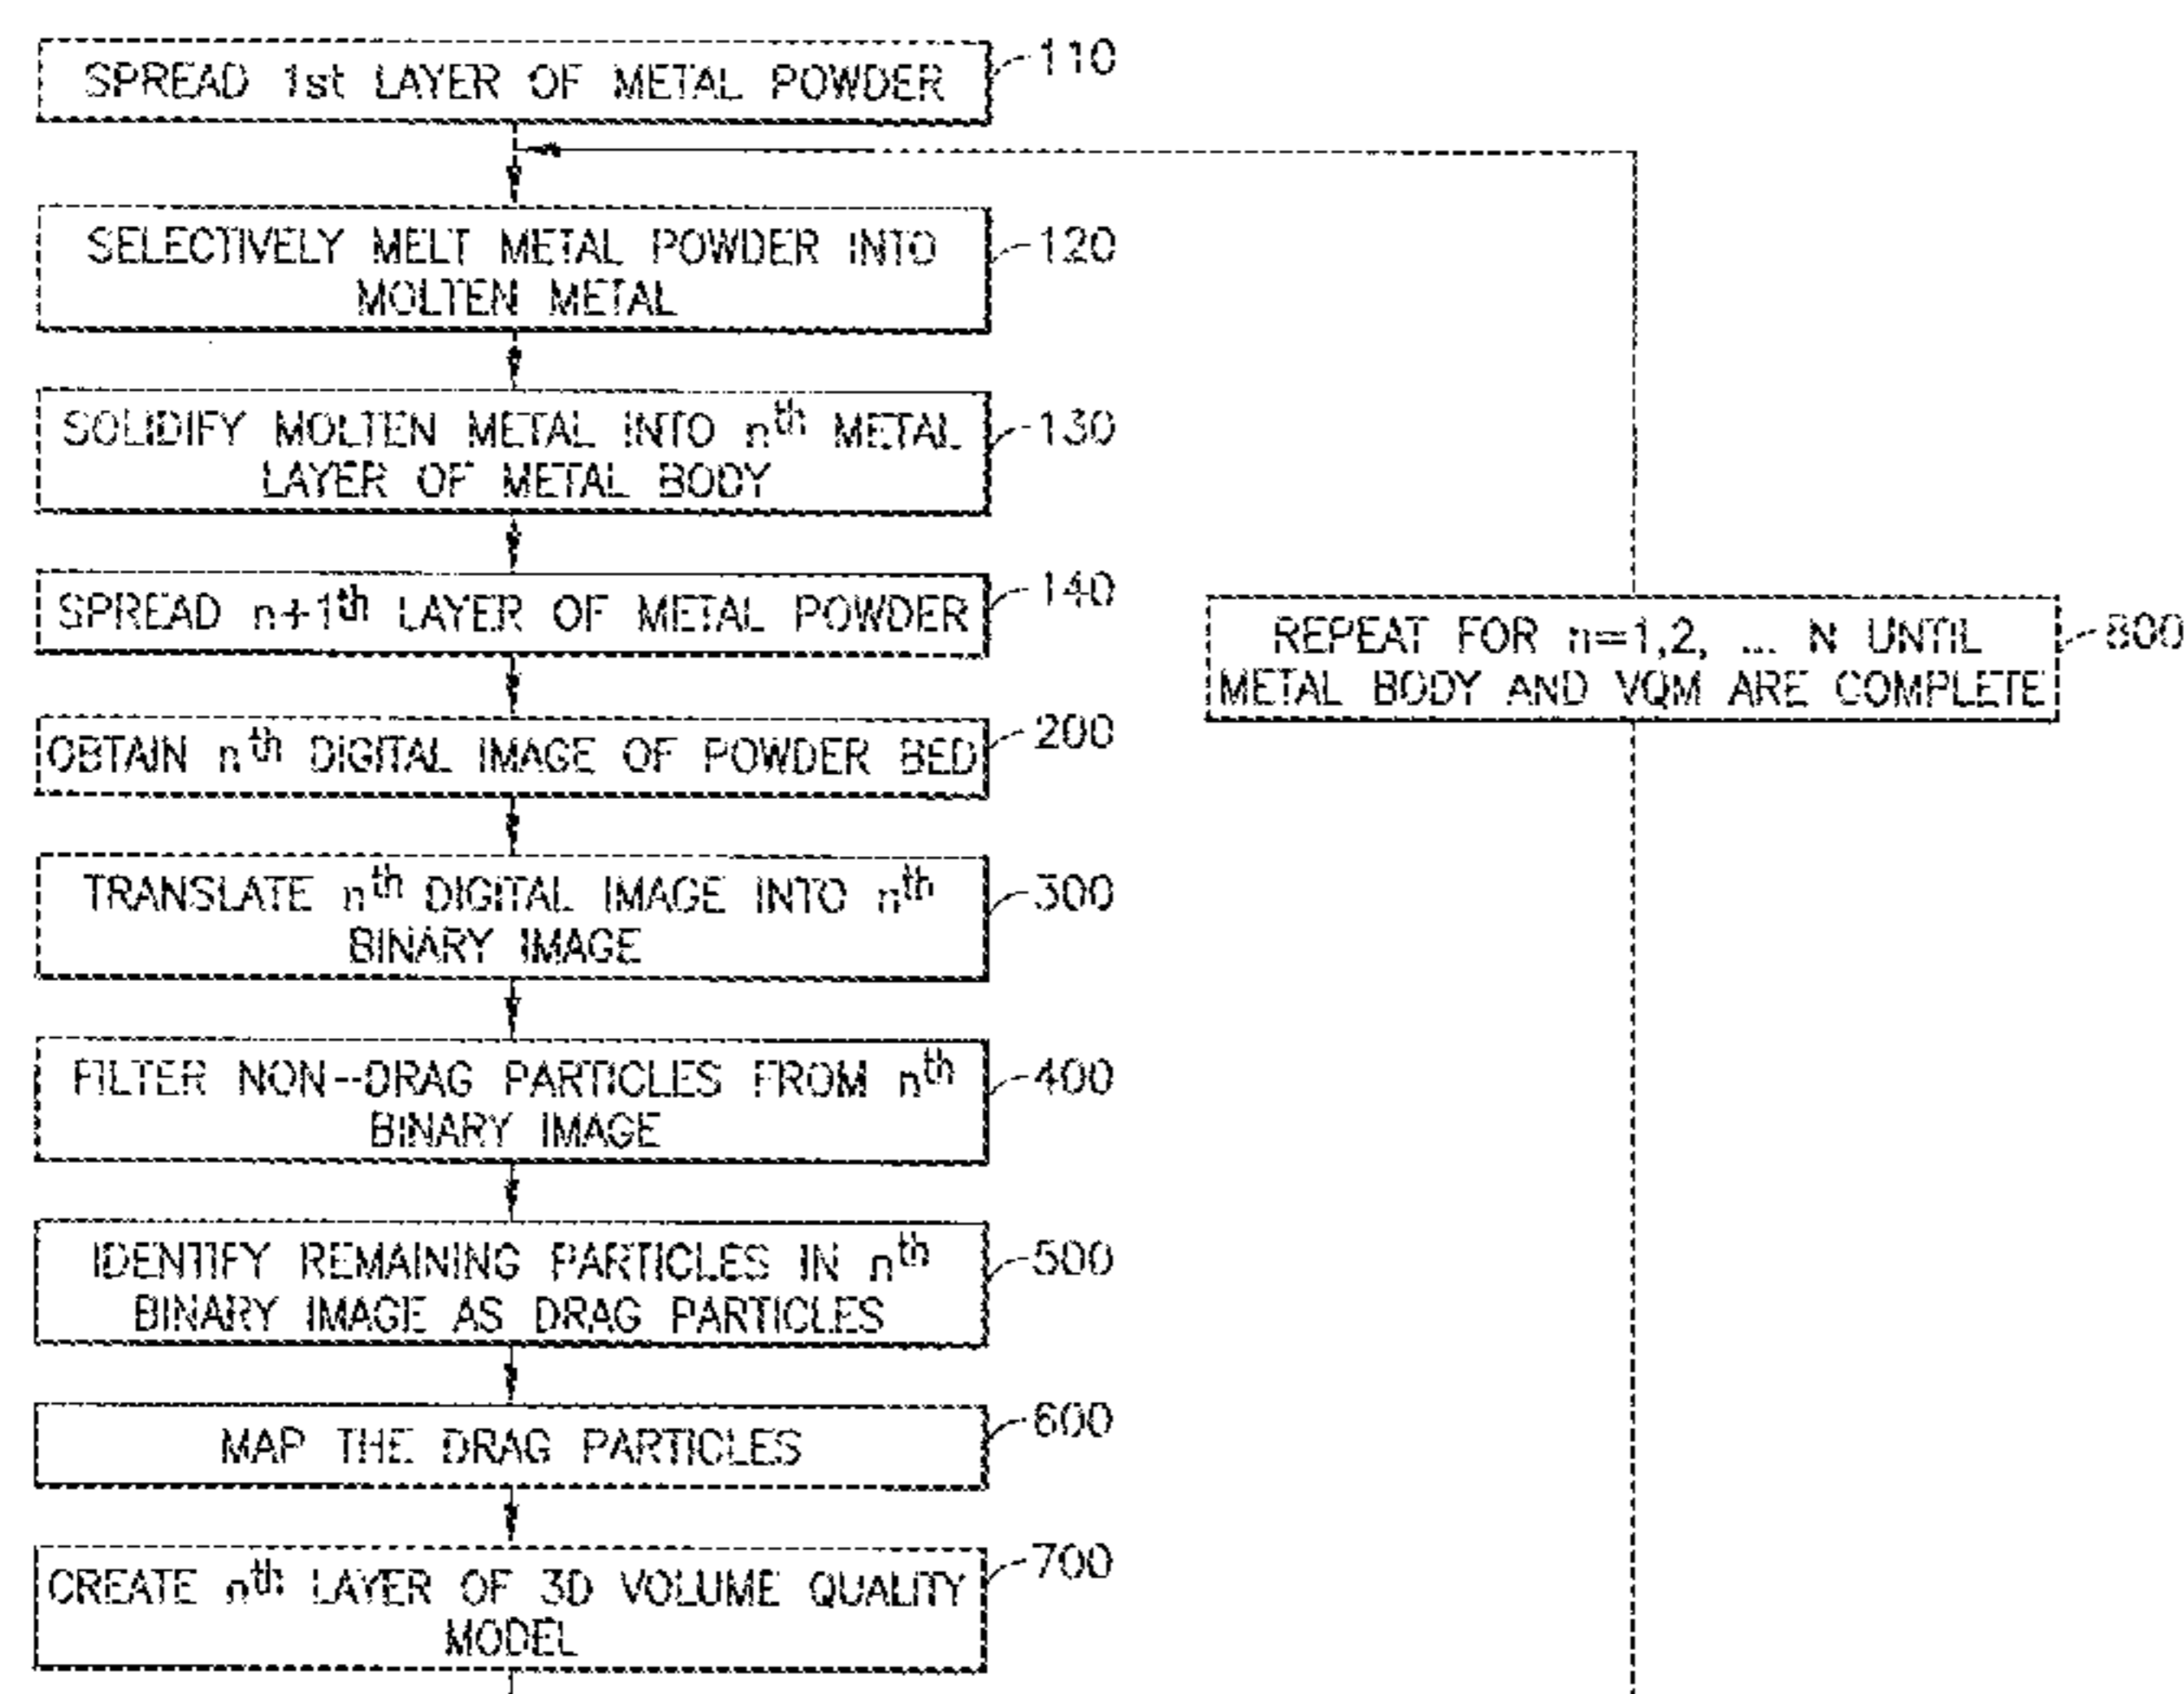 SPREAD 1st LAYER OF METAL POWDER
110
SELECTIVELY MELT METAL POWDER INTO
MOLTEN METAL
120
SOLIDIFY MOLTEN METAL INTO nth METAL
LAYER OF METAL BODY
130
SPREAD n+1th LAYER OF METAL POWDER
140
OBTAIN nth DIGITAL IMAGE OF POWDER BED
200
TRANSLATE nth DIGITAL IMAGE INTO nth
BINARY IMAGE
300
FILTER NON--DRAG PARTICLES FROM nth
BINARY IMAGE
400
IDENTIFY REMAINING PARTICLES IN nth
BINARY IMAGE AS DRAG PARTICLES
500
MAP THE DRAG PARTICLES
600
CREATE nth LAYER OF 3D VOLUME QUALITY
MODEL
700
REPEAT FOR n=1,2, ... N UNTIL
METAL BODY AND VQM ARE COMPLETE
800